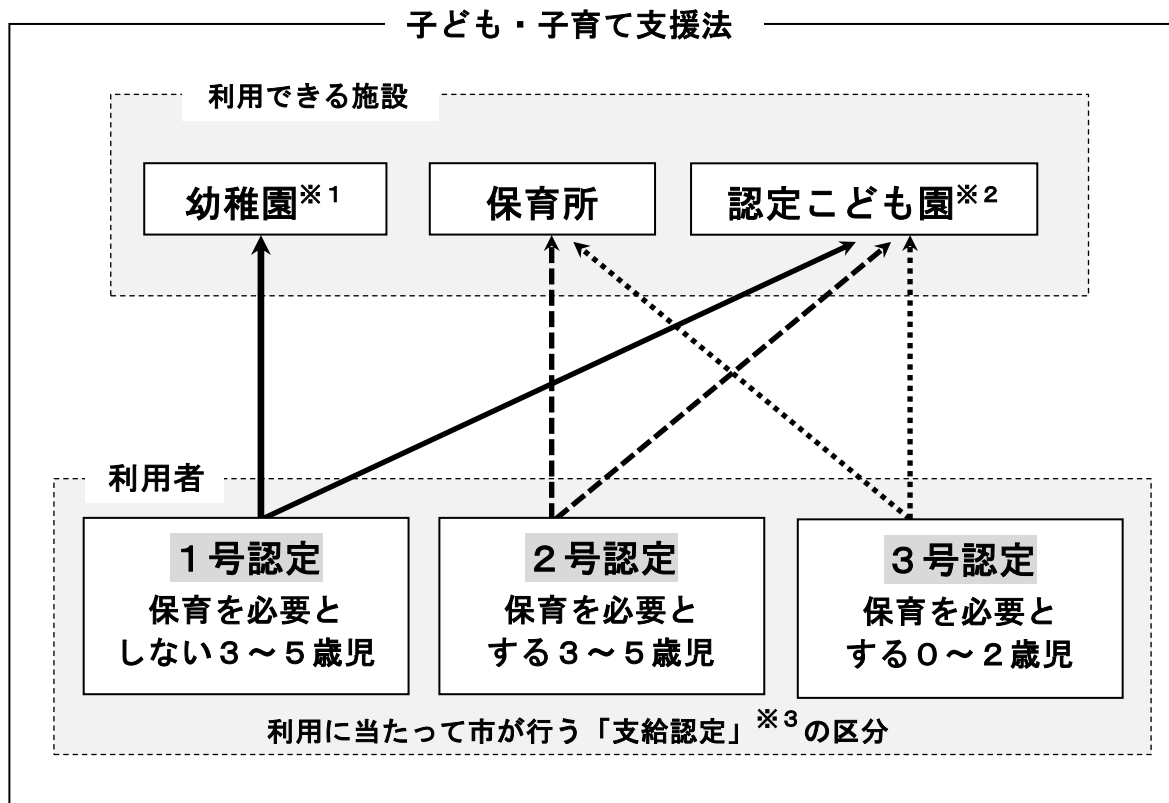 子ども・子育て支援法
利用できる施設
幼稚園※１
保育所
認定こども園※２
利用者
１号認定
保育を必要と
しない３～５歳児
２号認定
保育を必要と
する３～５歳児
３号認定
保育を必要と
する０～２歳児
利用に当たって市が行う「支給認定」※３の区分